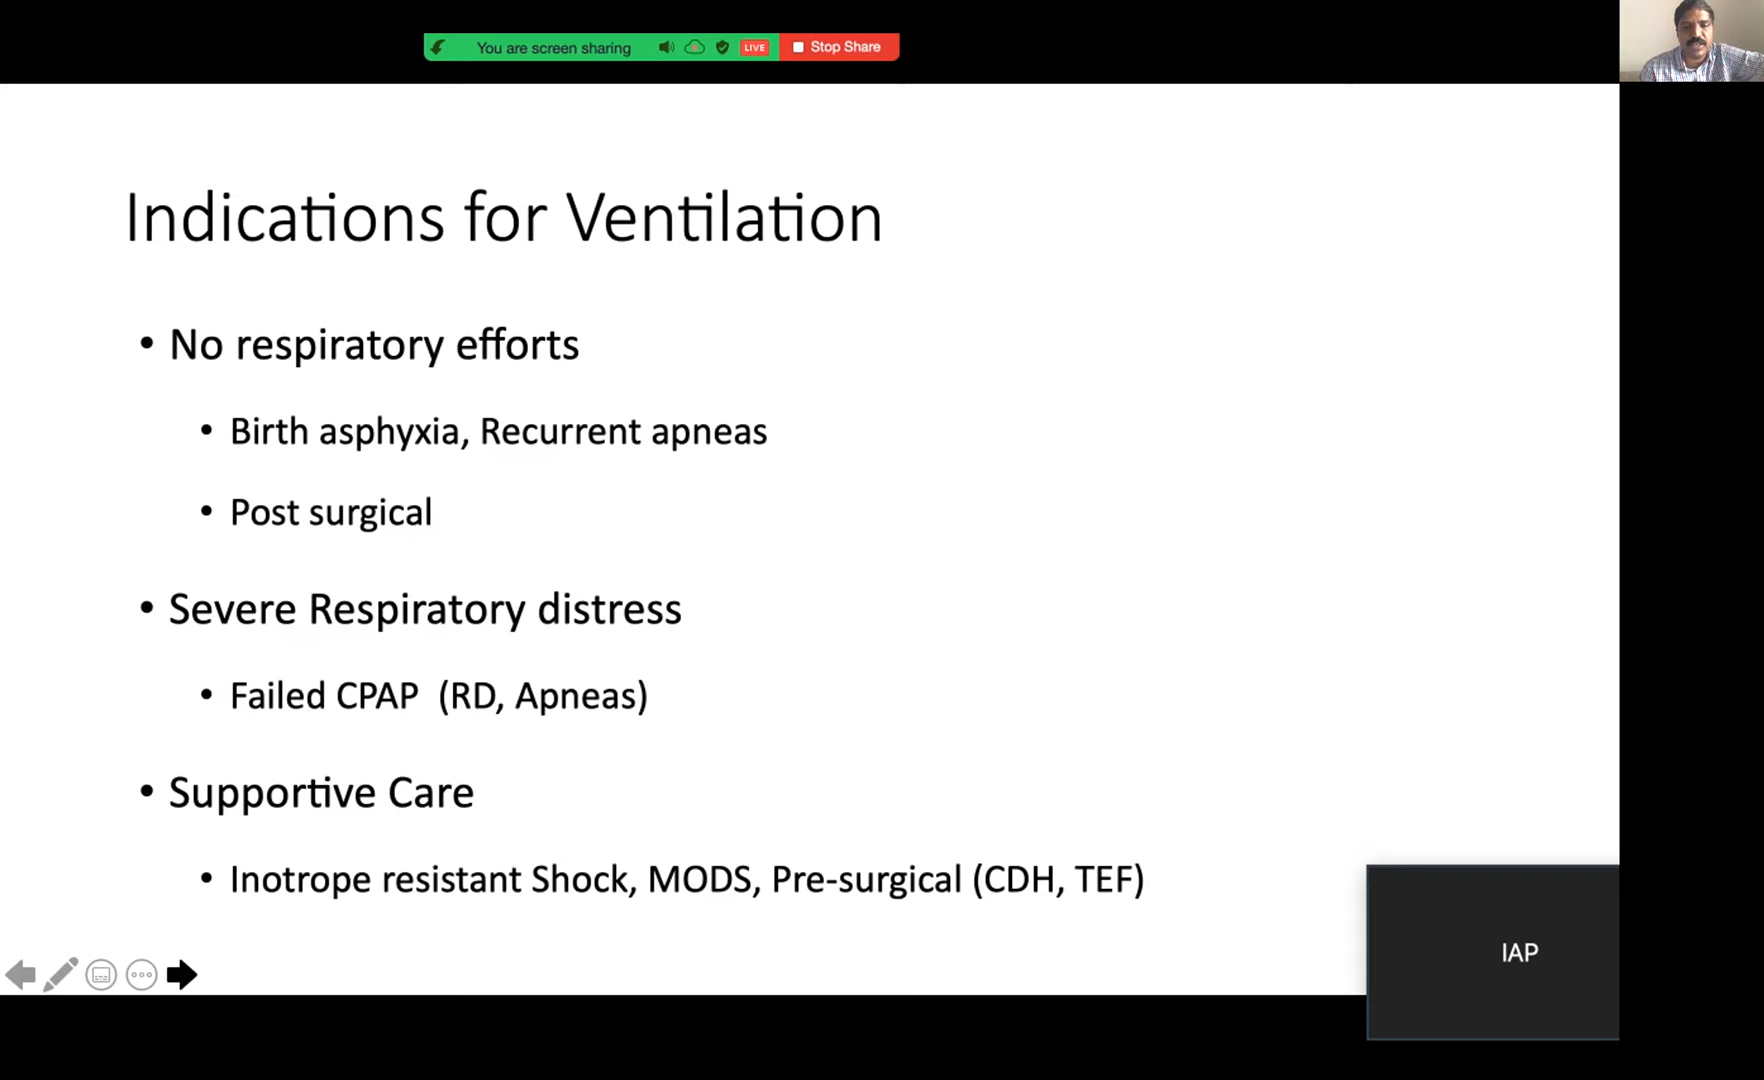 You are screen sharing LIVE Stop Share
Indications for Ventilation
• No respiratory efforts
• Birth asphyxia, Recurrent apneas
• Post surgical
• Severe Respiratory distress
• Failed CPAP (RD, Apneas)
• Supportive Care
• Inotrope resistant Shock, MODS, Pre-surgical (CDH, TEF)
IAP